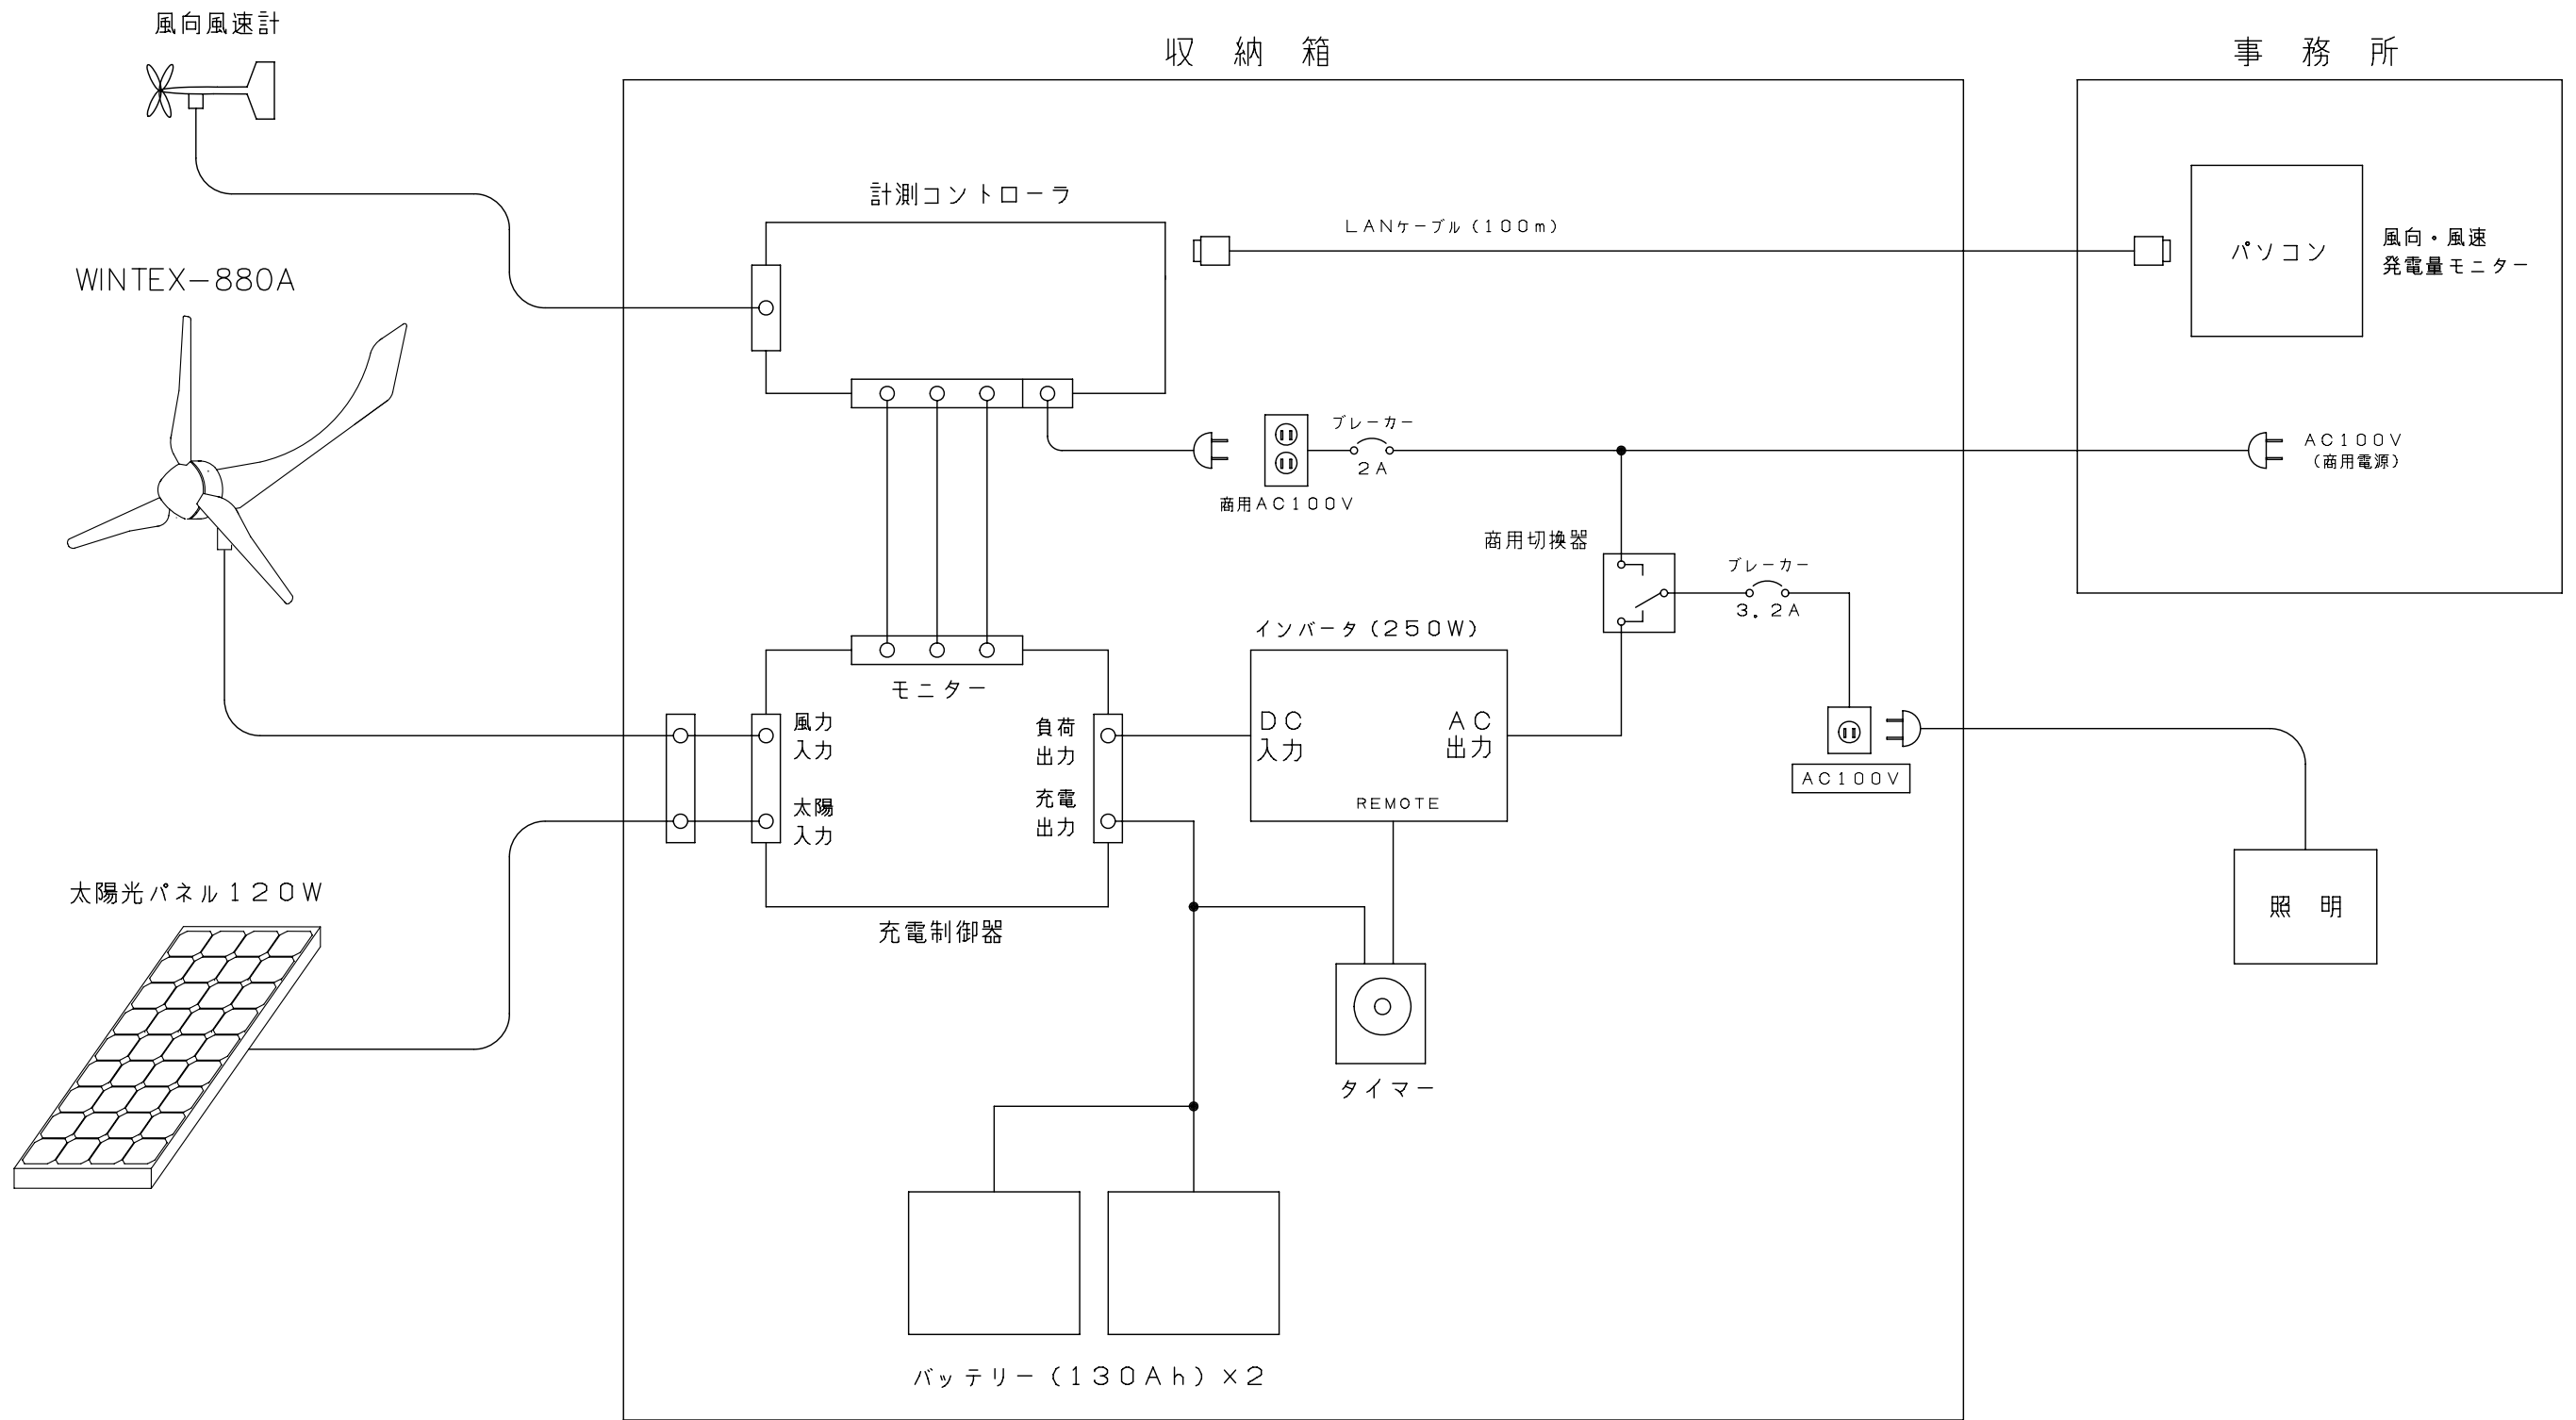 風向風速計
収納箱
事務所
計測コントローラ
LANケーブル(100m)
パソコン
風向・風速
発電量モニター
WINTEX-880A
ブレーカー
2A
商用AC100V
AC100V
(商用電源)
商用切換器
ブレーカー
3.2A
インバータ(250W)
モニター
風力
入力
負荷
出力
DC
入力
AC
出力
太陽
入力
充電
出力
REMOTE
AC100V
太陽光パネル120W
充電制御器
照明
タイマー
バッテリー(130Ah)×2